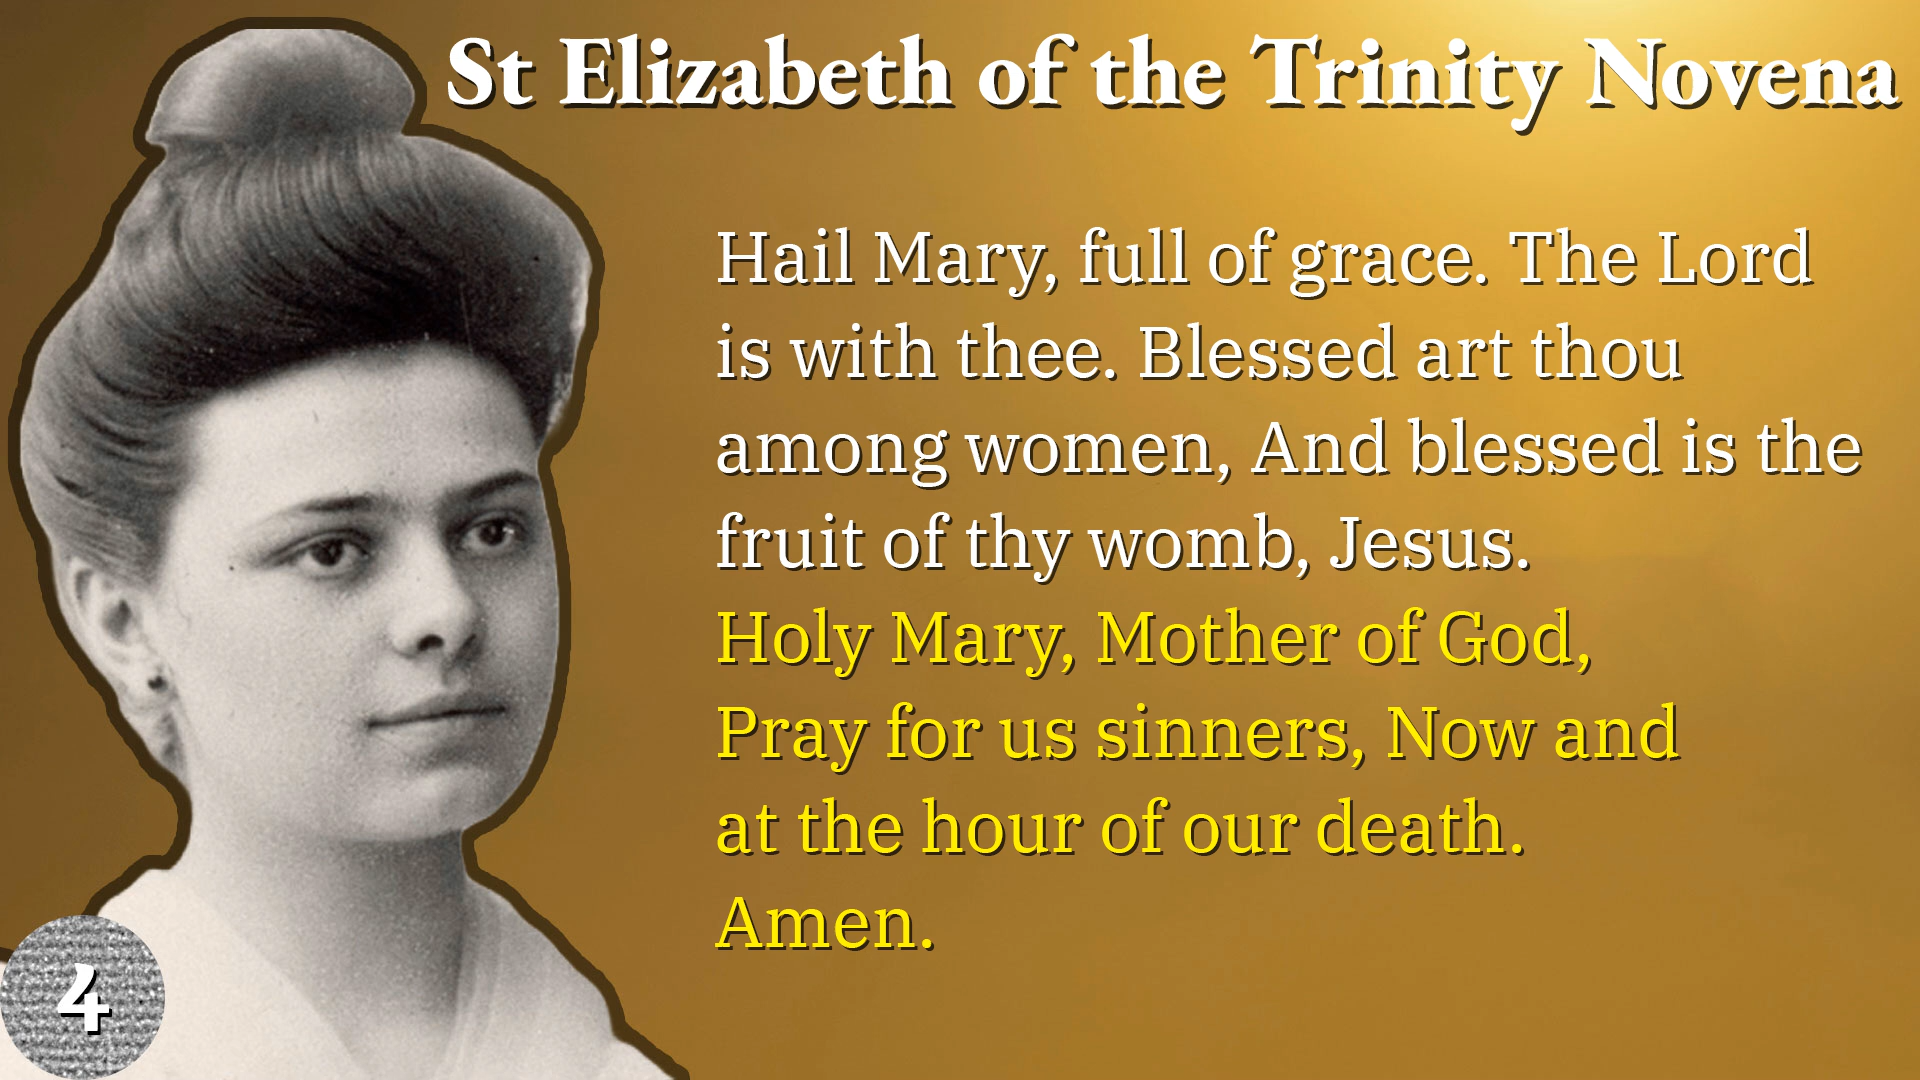 St Elizabeth of the Trinity Novena
Hail Mary, full of grace. The Lord
is with thee. Blessed art thou
among women, And blessed is the
fruit of thy womb, Jesus.
Holy Mary, Mother of God,
Pray for us sinners, Now and
at the hour of our death.
Amen.
4